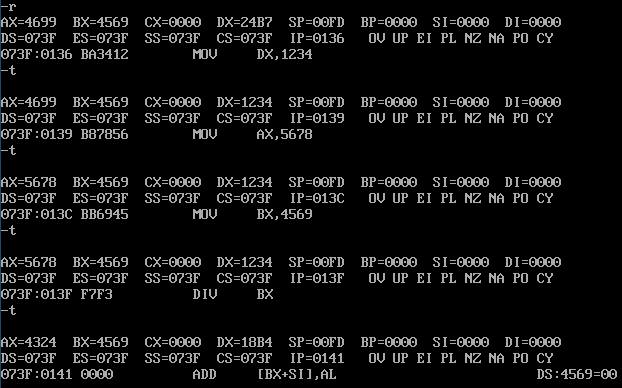 -r
AX=4699  BX=4569  CX=0000  DX=24B7  SP=00FD  BP=0000  SI=0000  DI=0000
DS=073F  ES=073F  SS=073F  CS=073F  IP=0136   OV UP EI PL NZ NA PO CY
073F:0136 BA3412        MOV     DX,1234
-t
AX=4699  BX=4569  CX=0000  DX=1234  SP=00FD  BP=0000  SI=0000  DI=0000
DS=073F  ES=073F  SS=073F  CS=073F  IP=0139   OV UP EI PL NZ NA PO CY
073F:0139 B87856        MOV     AX,5678
-t
AX=5678  BX=4569  CX=0000  DX=1234  SP=00FD  BP=0000  SI=0000  DI=0000
DS=073F  ES=073F  SS=073F  CS=073F  IP=013C   OV UP EI PL NZ NA PO CY
073F:013C BB6945        MOV     BX,4569
-t
AX=5678  BX=4569  CX=0000  DX=1234  SP=00FD  BP=0000  SI=0000  DI=0000
DS=073F  ES=073F  SS=073F  CS=073F  IP=013F   OV UP EI PL NZ NA PO CY
073F:013F F7F3          DIV     BX
-t
AX=4324  BX=4569  CX=0000  DX=18B4  SP=00FD  BP=0000  SI=0000  DI=0000
DS=073F  ES=073F  SS=073F  CS=073F  IP=0141   OV UP EI PL NZ NA PO CY
073F:0141 0000          ADD     [BX+SI],AL                         DS:4569=00